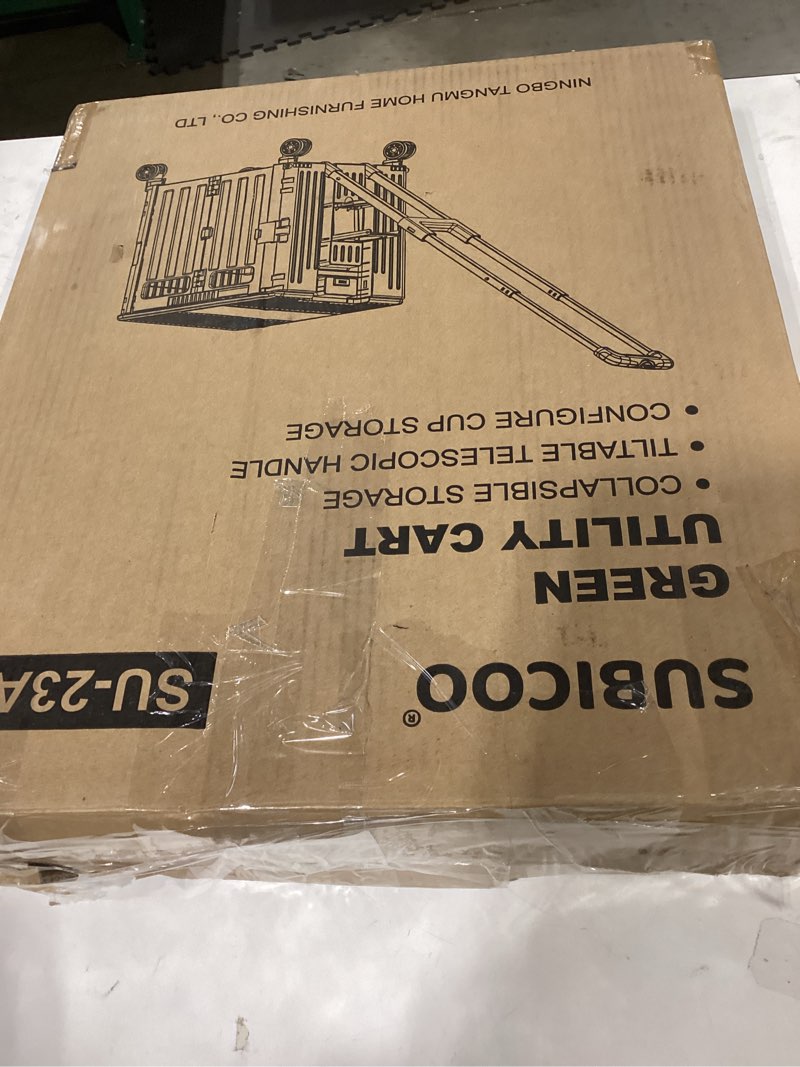 SUBICOO®
SU-23A
GREEN
UTILITY CART
• COLLAPSIBLE STORAGE
• TILTABLE TELESCOPIC HANDLE
• CONFIGURE CUP STORAGE
NINGBO TANGMU HOME FURNISHING CO., LTD